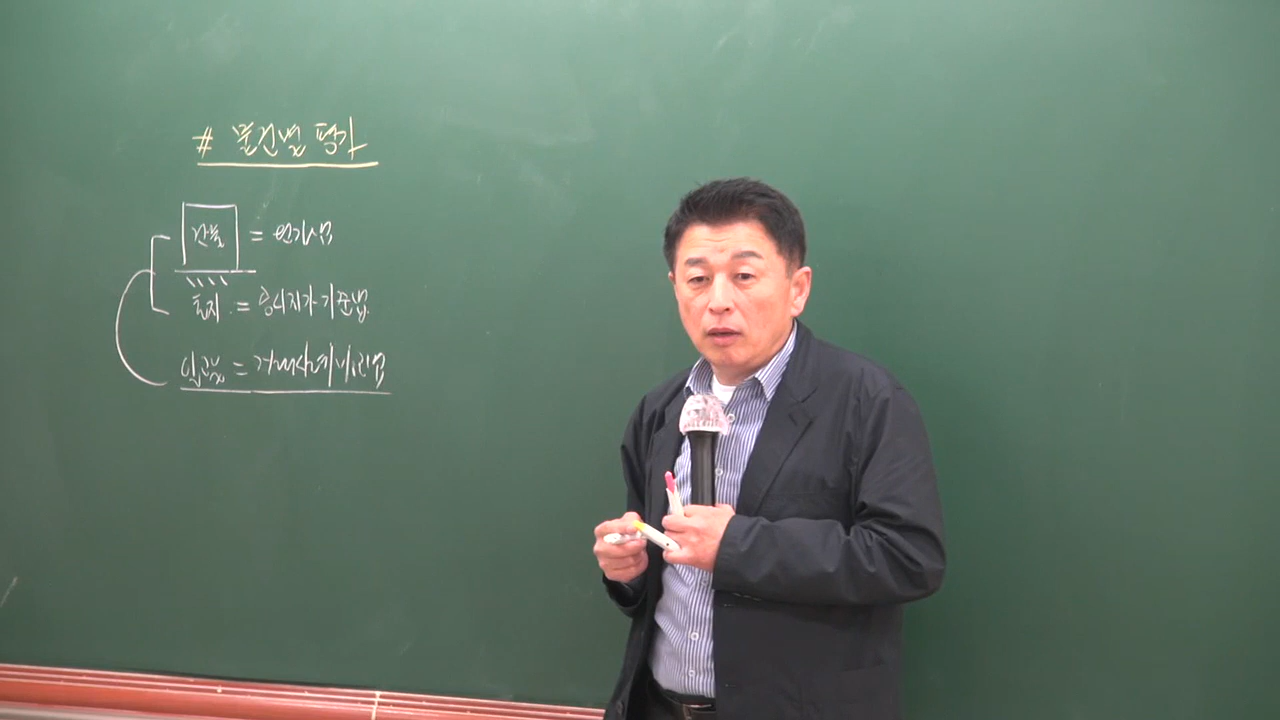 # 물건별 평가
건물 = 원가법
토지 = 공시지가기준법
일괄 = 거래사례비교법